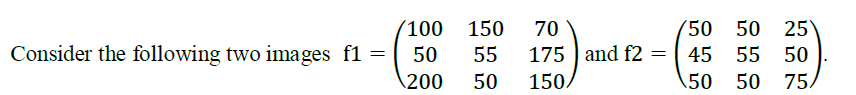 Consider the following two images f1 = (100 150 70; 50 55 175; 200 50 150) and f2 = (50 50 25; 45 55 50; 50 50 75).